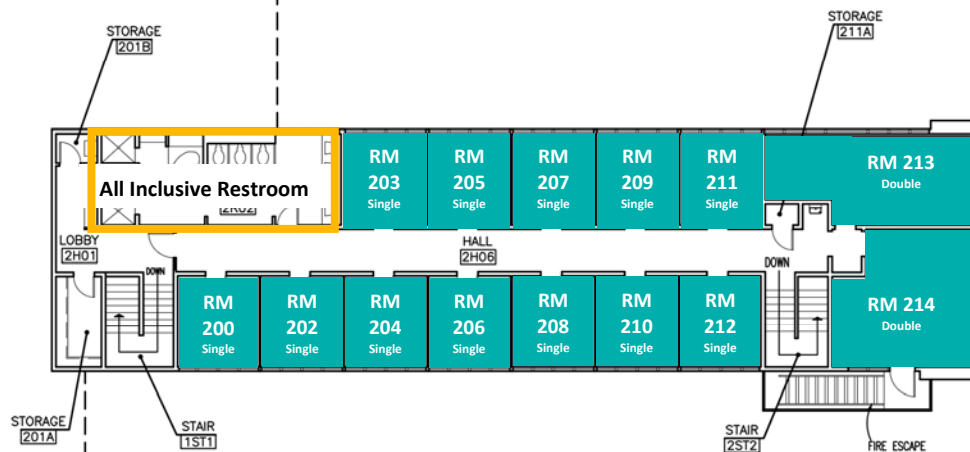 STORAGE
201B
STORAGE
211A
All Inclusive Restroom
2R02
RM
203
Single
RM
205
Single
RM
207
Single
RM
209
Single
RM
211
Single
RM 213
Double
LOBBY
2H01
HALL
2H06
DOWN
DOWN
RM
200
Single
RM
202
Single
RM
204
Single
RM
206
Single
RM
208
Single
RM
210
Single
RM
212
Single
RM 214
Double
STORAGE
201A
STAIR
1ST1
STAIR
2ST2
FIRE ESCAPE